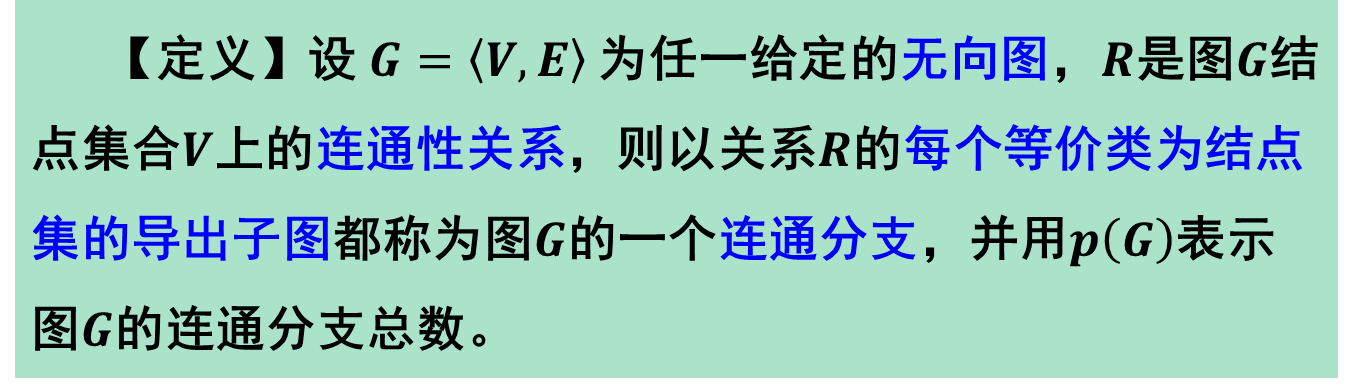 【定义】设 G = ⟨V, E⟩ 为任一给定的无向图，R是图G结
点集合V上的连通性关系，则以关系R的每个等价类为结点
集的导出子图都称为图G的一个连通分支，并用p(G)表示
图G的连通分支总数。